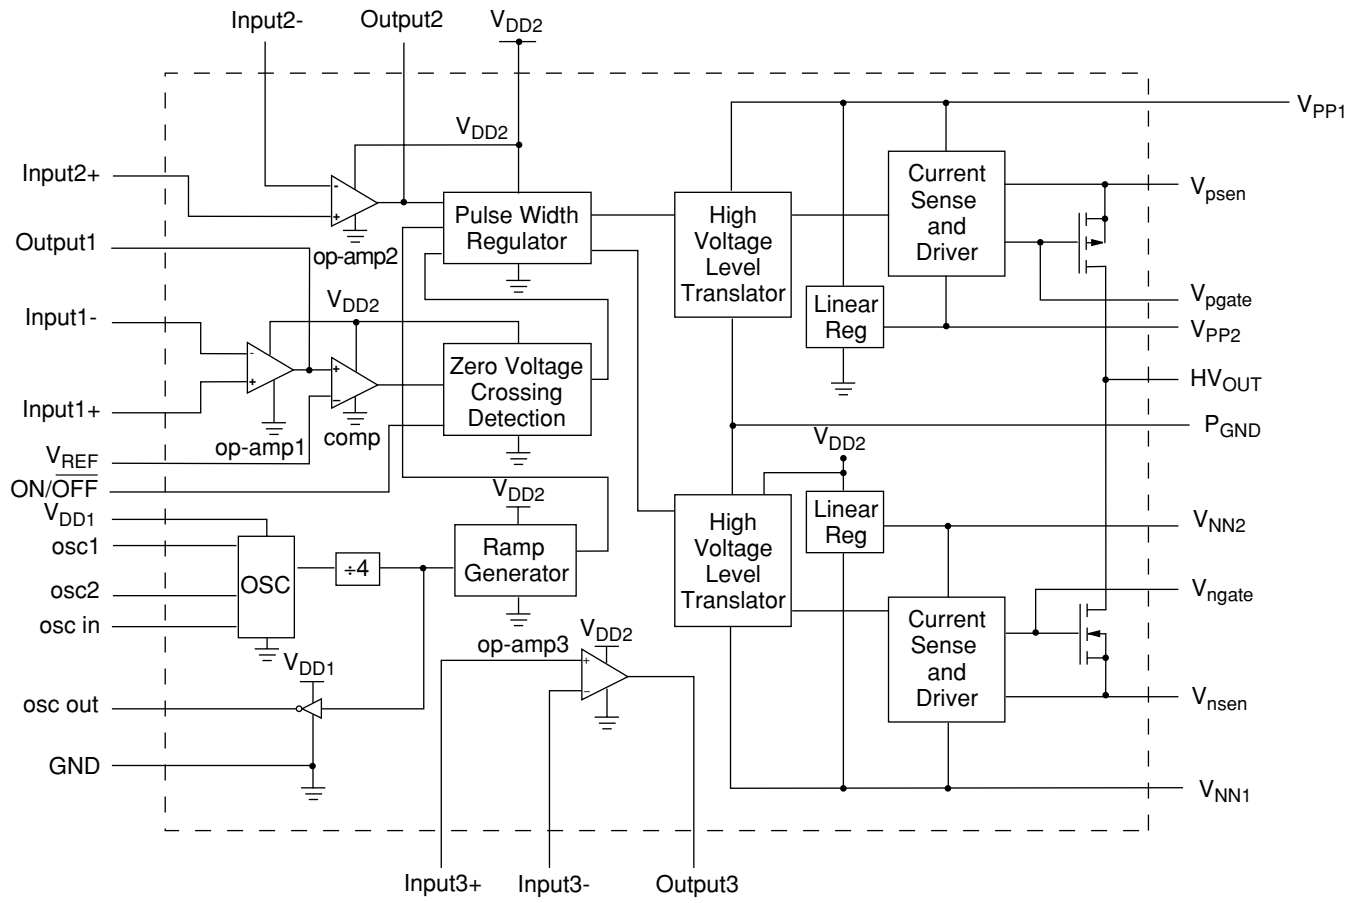 Input2-
Output2
VDD2
VPP1
VDD2
Input2+
Current
Sense
and
Driver
Vpsen
Pulse Width
Regulator
High
Voltage
Level
Translator
Output1
op-amp2
Linear
Reg
Vpgate
VPP2
Input1-
VDD2
Zero Voltage
Crossing
Detection
HVOUT
Input1+
op-amp1
comp
PGND
VDD2
VREF
ON/OFF
VDD1
VDD2
High
Voltage
Level
Translator
Linear
Reg
VNN2
osc1
OSC
÷4
Ramp
Generator
osc2
Vngate
osc in
Current
Sense
and
Driver
op-amp3
VDD2
VDD1
osc out
Vnsen
GND
VNN1
Input3+
Input3-
Output3